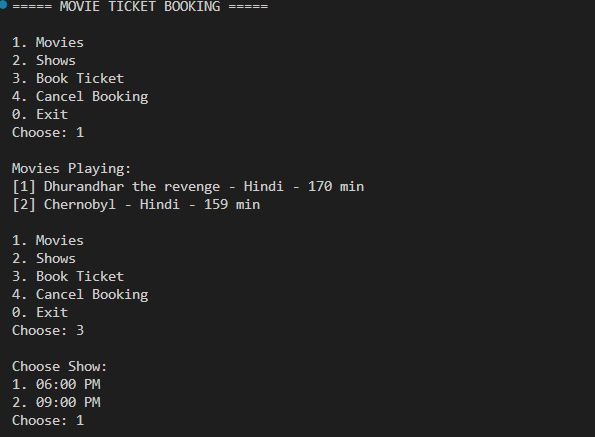 ===== MOVIE TICKET BOOKING =====
1. Movies
2. Shows
3. Book Ticket
4. Cancel Booking
0. Exit
Choose: 1
Movies Playing:
[1] Dhurandhar the revenge - Hindi - 170 min
[2] Chernobyl - Hindi - 159 min
1. Movies
2. Shows
3. Book Ticket
4. Cancel Booking
0. Exit
Choose: 3
Choose Show:
1. 06:00 PM
2. 09:00 PM
Choose: 1